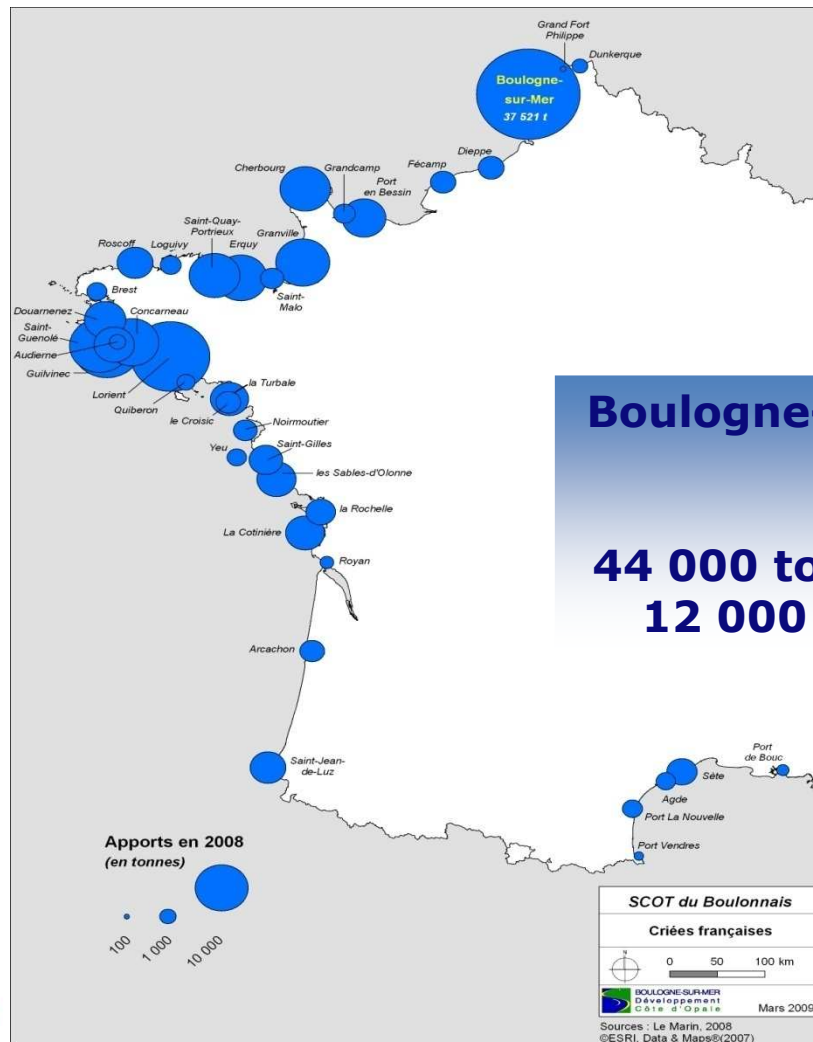 Grand Fort
Philippe
Dunkerque
Boulogne-
sur-Mer
37 521 t
Dieppe
Fécamp
Cherbourg
Grandcamp
Port
en Bessin
Saint-Quay-
Portrieux
Granville
Roscoff
Loguivy
Erquy
Saint-
Malo
Brest
Douarnenez
Concarneau
Saint-
Guenolé
Audierne
Guilvinec
Lorient
Quiberon
la Turbale
le Croisic
Noirmoutier
Yeu
Saint-Gilles
les Sables-d'Olonne
la Rochelle
La Cotinière
Royan
Arcachon
Saint-Jean-
de-Luz
Port
de Bouc
Sète
Agde
Port La Nouvelle
Port Vendres
Boulogne-
44 000 to
12 000
Apports en 2008
(en tonnes)
100
1 000
10 000
SCOT du Boulonnais
Criées françaises
N
0 50 100 km
BOULOGNE-SUR-MER
Développement
Côte d'Opale
Mars 2009
Sources : Le Marin, 2008
©ESRI, Data & Maps®(2007)